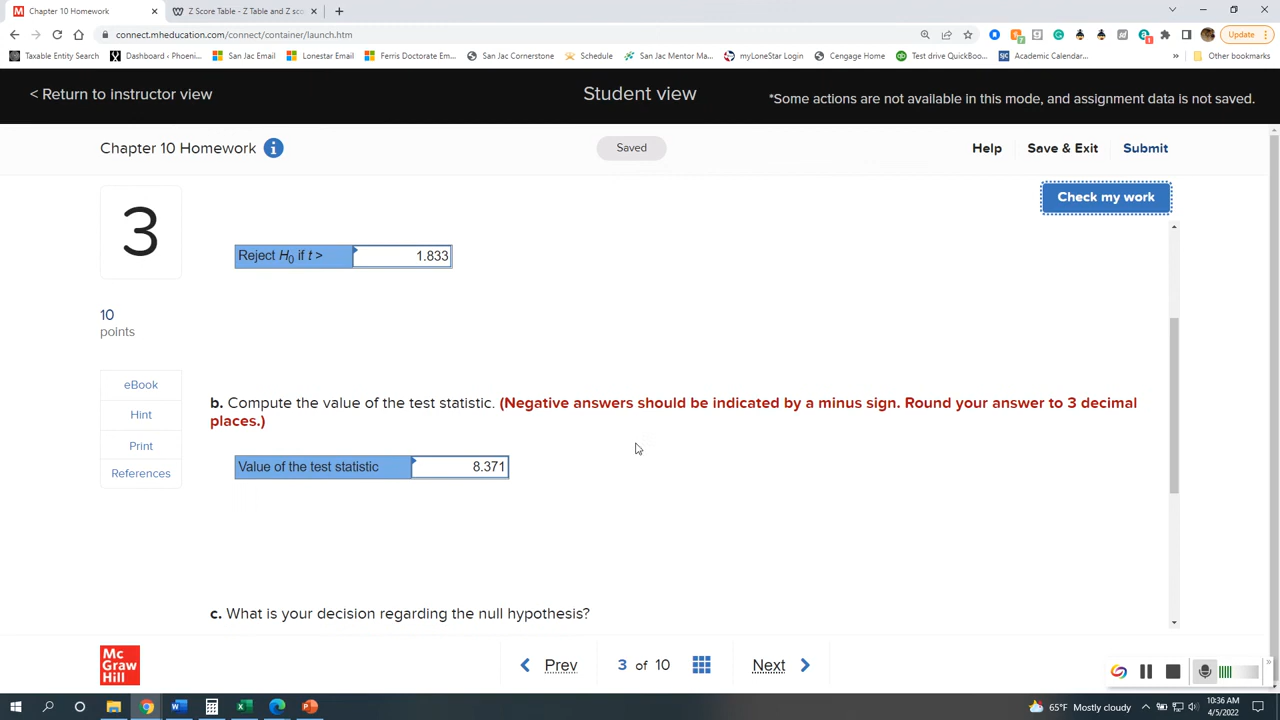 Chapter 10 Homework
Z Score Table - Z Table and Z sco
connect.mheducation.com/connect/container/launch.htm
Update
Taxable Entity Search
Dashboard ‹ Phoeni...
San Jac Email
Lonestar Email
Ferris Doctorate Em...
San Jac Cornerstone
Schedule
San Jac Mentor Ma...
myLoneStar Login
Cengage Home
Test drive QuickBoo...
Academic Calendar...
Other bookmarks
< Return to instructor view
Student view
*Some actions are not available in this mode, and assignment data is not saved.
Chapter 10 Homework
Saved
Help
Save & Exit
Submit
Check my work
3
10
points
eBook
Hint
Print
References
Reject H0 if t > 1.833
b. Compute the value of the test statistic. (Negative answers should be indicated by a minus sign. Round your answer to 3 decimal
places.)
Value of the test statistic 8.371
c. What is your decision regarding the null hypothesis?
Mc
Graw
Hill
Prev
3 of 10
Next
65°F Mostly cloudy
10:36 AM
4/5/2022